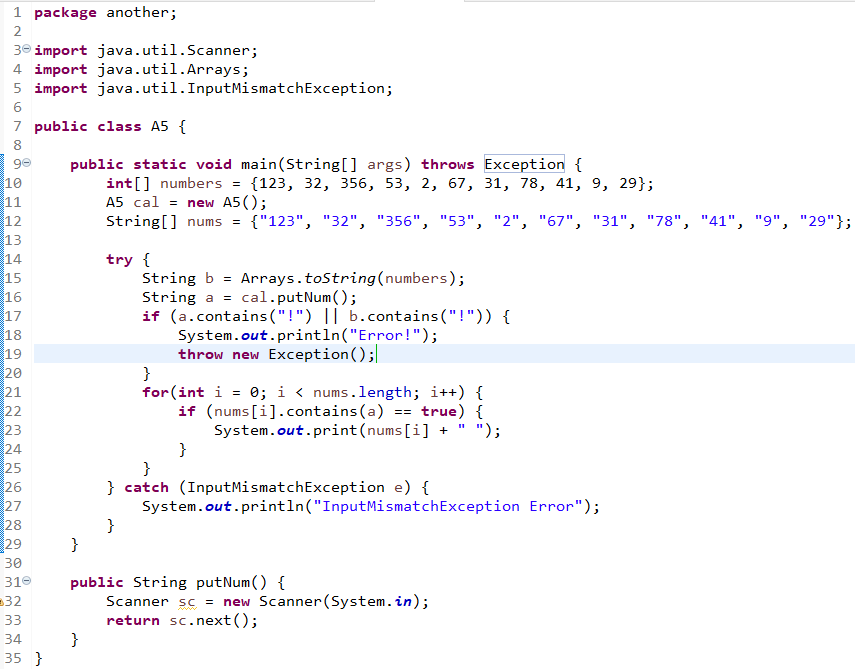 1 package another;
2
3 import java.util.Scanner;
4 import java.util.Arrays;
5 import java.util.InputMismatchException;
6
7 public class A5 {
8
9     public static void main(String[] args) throws Exception {
10         int[] numbers = {123, 32, 356, 53, 2, 67, 31, 78, 41, 9, 29};
11         A5 cal = new A5();
12         String[] nums = {"123", "32", "356", "53", "2", "67", "31", "78", "41", "9", "29"};
13
14         try {
15             String b = Arrays.toString(numbers);
16             String a = cal.putNum();
17             if (a.contains("!") || b.contains("!")) {
18                 System.out.println("Error!");
19                 throw new Exception();
20             }
21             for(int i = 0; i < nums.length; i++) {
22                 if (nums[i].contains(a) == true) {
23                     System.out.print(nums[i] + " ");
24                 }
25             }
26         } catch (InputMismatchException e) {
27             System.out.println("InputMismatchException Error");
28         }
29     }
30
31     public String putNum() {
32         Scanner sc = new Scanner(System.in);
33         return sc.next();
34     }
35 }